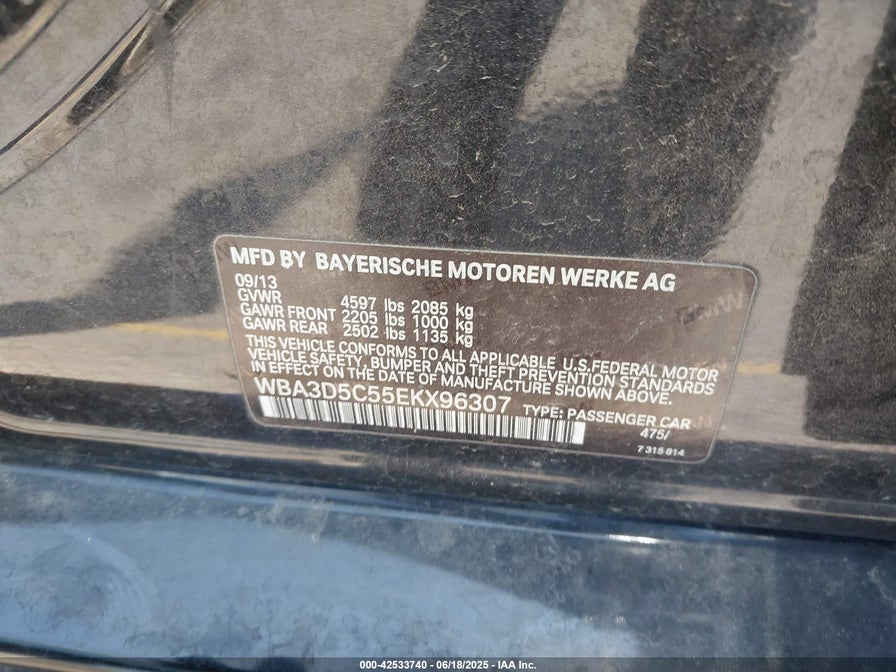 MFD BY BAYERISCHE MOTOREN WERKE AG
09/13
GVWR 4597 lbs 2085 kg
GAWR FRONT 2205 lbs 1000 kg
GAWR REAR 2502 lbs 1135 kg
THIS VEHICLE CONFORMS TO ALL APPLICABLE U.S.FEDERAL MOTOR
VEHICLE SAFETY, BUMPER AND THEFT PREVENTION STANDARDS
IN EFFECT ON THE DATE OF MANUFACTURE SHOWN ABOVE.
WBA3D5C55EKX96307 TYPE: PASSENGER CAR
475/
7 315 814
000-42533740 - 06/18/2025 - IAA Inc.